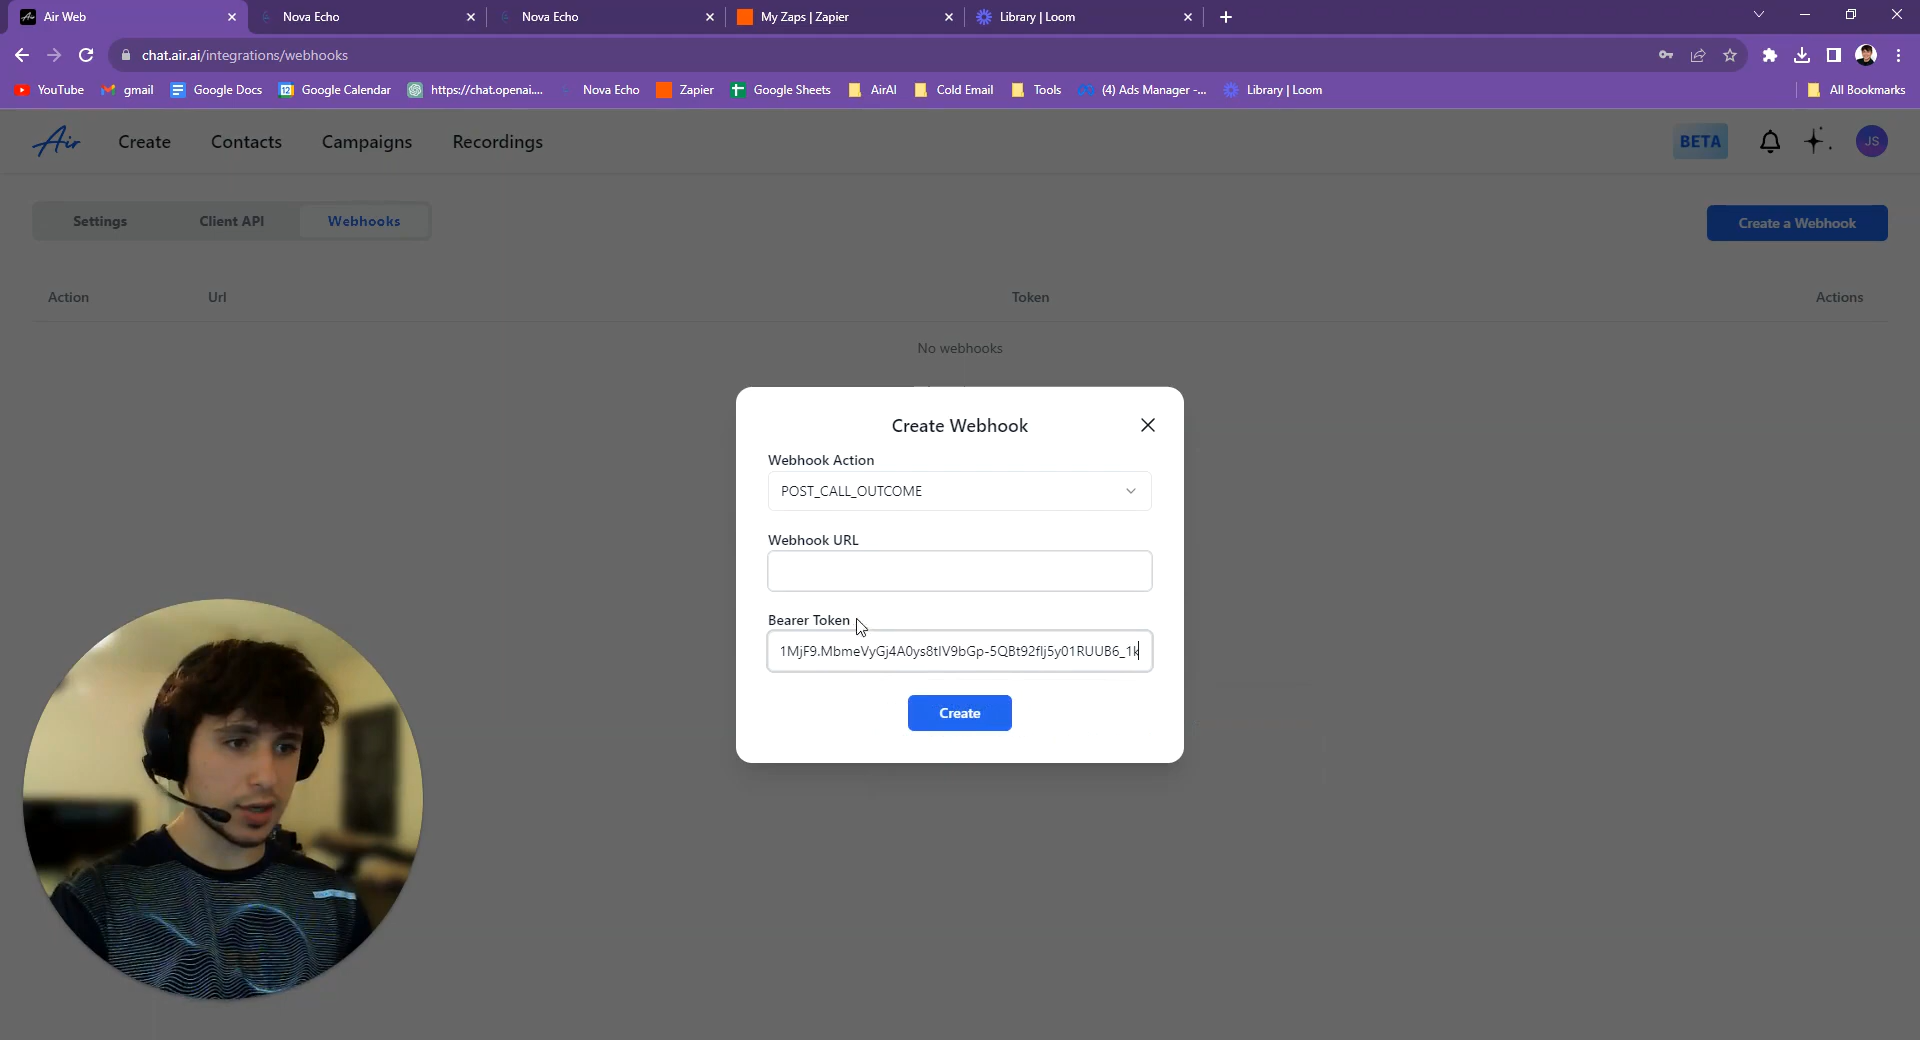 Air Web
Nova Echo
Nova Echo
My Zaps | Zapier
Library | Loom
chat.air.ai/integrations/webhooks
YouTube
gmail
Google Docs
Google Calendar
https://chat.openai....
Nova Echo
Zapier
Google Sheets
AirAI
Cold Email
Tools
(4) Ads Manager -...
Library | Loom
All Bookmarks
Air
Create
Contacts
Campaigns
Recordings
BETA
JS
Settings
Client API
Webhooks
Create a Webhook
Action
Url
Token
Actions
No webhooks
Create Webhook
Webhook Action
POST_CALL_OUTCOME
Webhook URL
Bearer Token
1MjF9.MbmeVyGj4A0ys8tIV9bGp-5QBt92flj5y01RUUB6_1k
Create